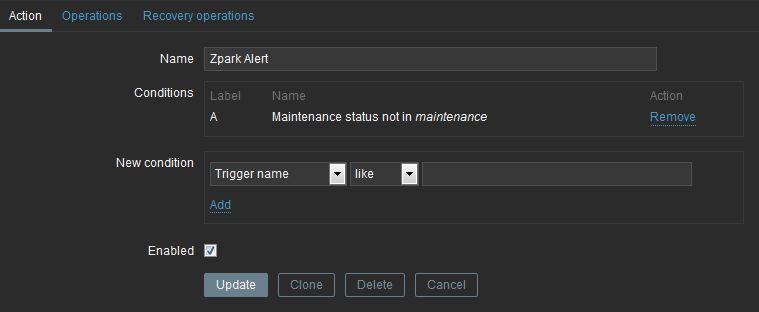 Action Operations Recovery operations
Name Zpark Alert
Conditions Label Name Action
A Maintenance status not in maintenance Remove
New condition Trigger name like
Add
Enabled
Update Clone Delete Cancel